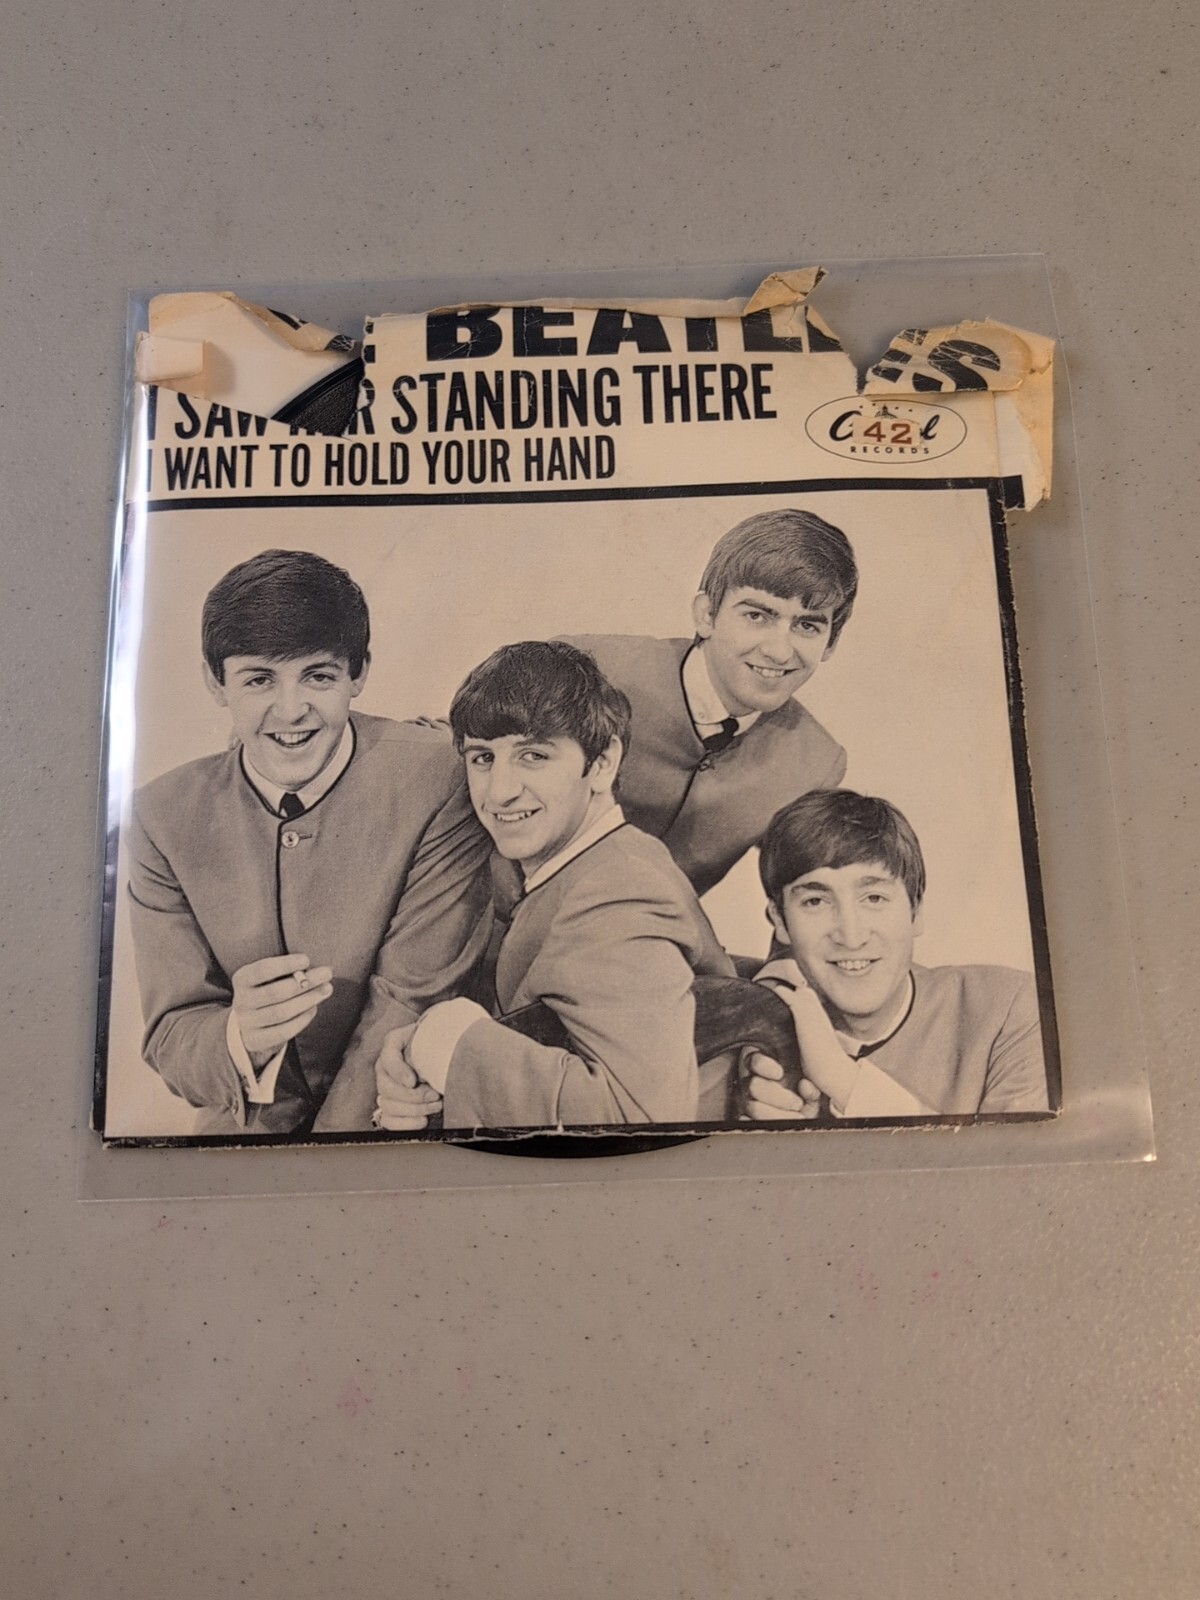 BEATL
I SAW HER STANDING THERE
I WANT TO HOLD YOUR HAND
42
RECORDS